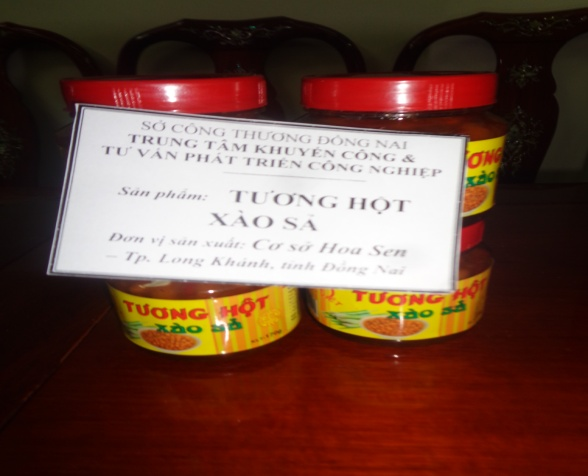 SỞ CÔNG THƯƠNG ĐỒNG NAI
TRUNG TÂM KHUYẾN CÔNG &
TƯ VẤN PHÁT TRIỂN CÔNG NGHIỆP
Sản phẩm: TƯƠNG HỘT
XÀO SẢ
Đơn vị sản xuất: Cơ sở Hoa Sen
– Tp. Long Khánh, tỉnh Đồng Nai
TƯƠNG HỘT
xào sả
TƯƠNG HỘT
xào sả